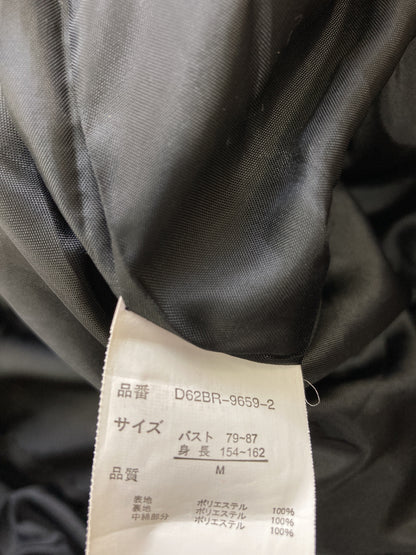 品番 D62BR-9659-2
サイズ バスト 79~87
身長 154~162
M
品質
表地 ポリエステル 100%
裏地 ポリエステル 100%
中綿部分 ポリエステル 100%